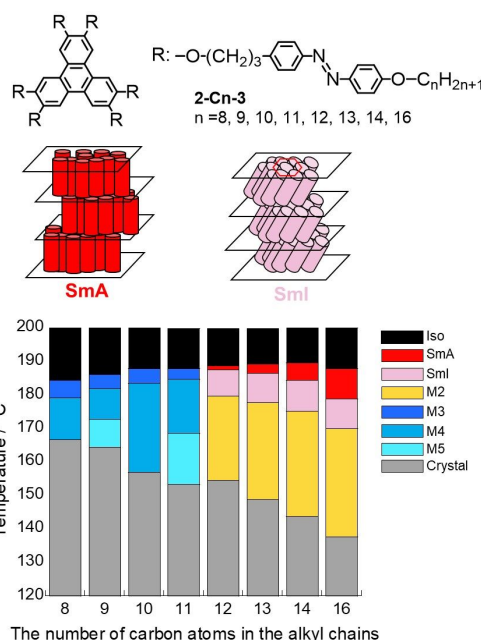 R R
R R
R R
R: –O–(CH₂)₃ N N O–CₙH₂ₙ₊₁
2-Cn-3
n =8, 9, 10, 11, 12, 13, 14, 16
SmA SmI
200
190
180
170
160
150
140
130
120
Temperature /
C
8 9 10 11 12 13 14 16
The number of carbon atoms in the alkyl chains
Iso
SmA
SmI
M2
M3
M4
M5
Crystal